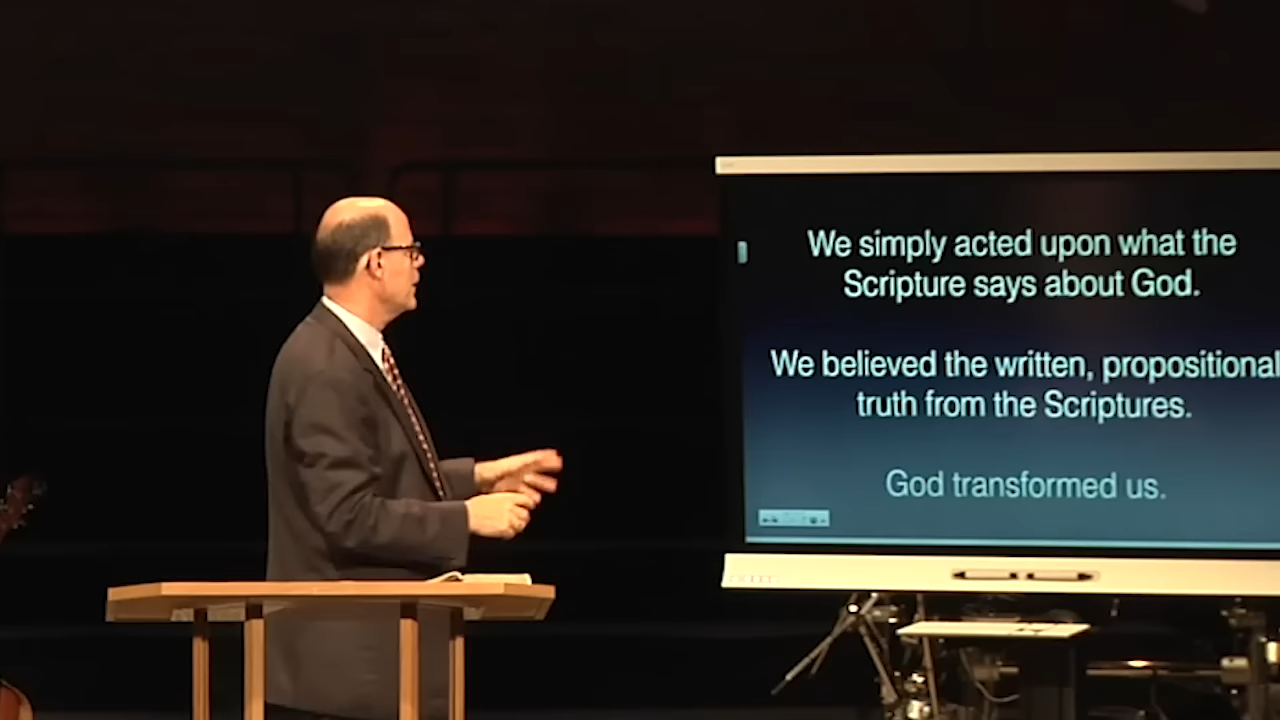 We simply acted upon what the
Scripture says about God.
We believed the written, propositional
truth from the Scriptures.
God transformed us.